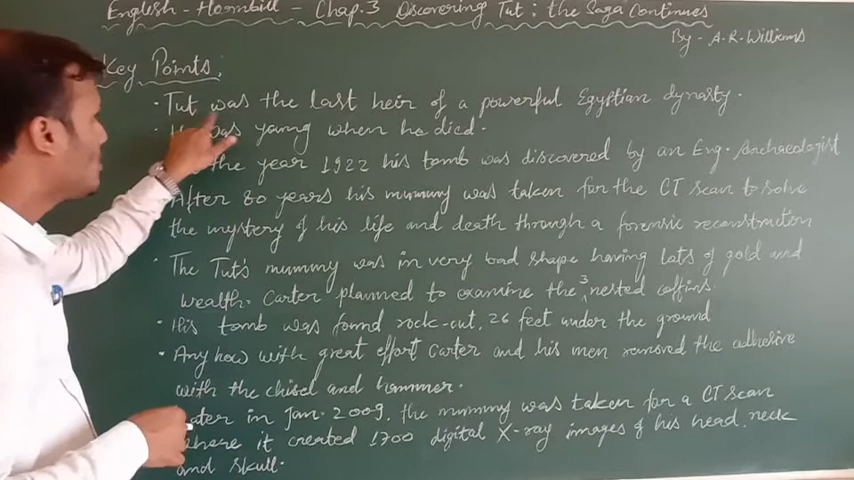 English - Hornbill - Chap. 3 Discovering Tut : the Saga Continues
By - A. R. Williams
Key Points :
· Tut was the last heir of a powerful Egyptian dynasty.
was young when he died.
the year 1922 his tomb was discovered by an Eng. Archaeologist
After 80 years his mummy was taken for the CT scan to solve
the mystery of his life and death through a forensic reconstruction
· The Tut's mummy was in very bad shape having lots of gold and
wealth. Carter planned to examine the 3 nested coffins.
· His tomb was found rock-cut, 26 feet under the ground
· Anyhow with great effort Carter and his men removed the adhesive
with the chisel and hammer.
Later in Jan. 2009, the mummy was taken for a CT scan
where it created 1700 digital X-ray images of his head, neck
and skull.